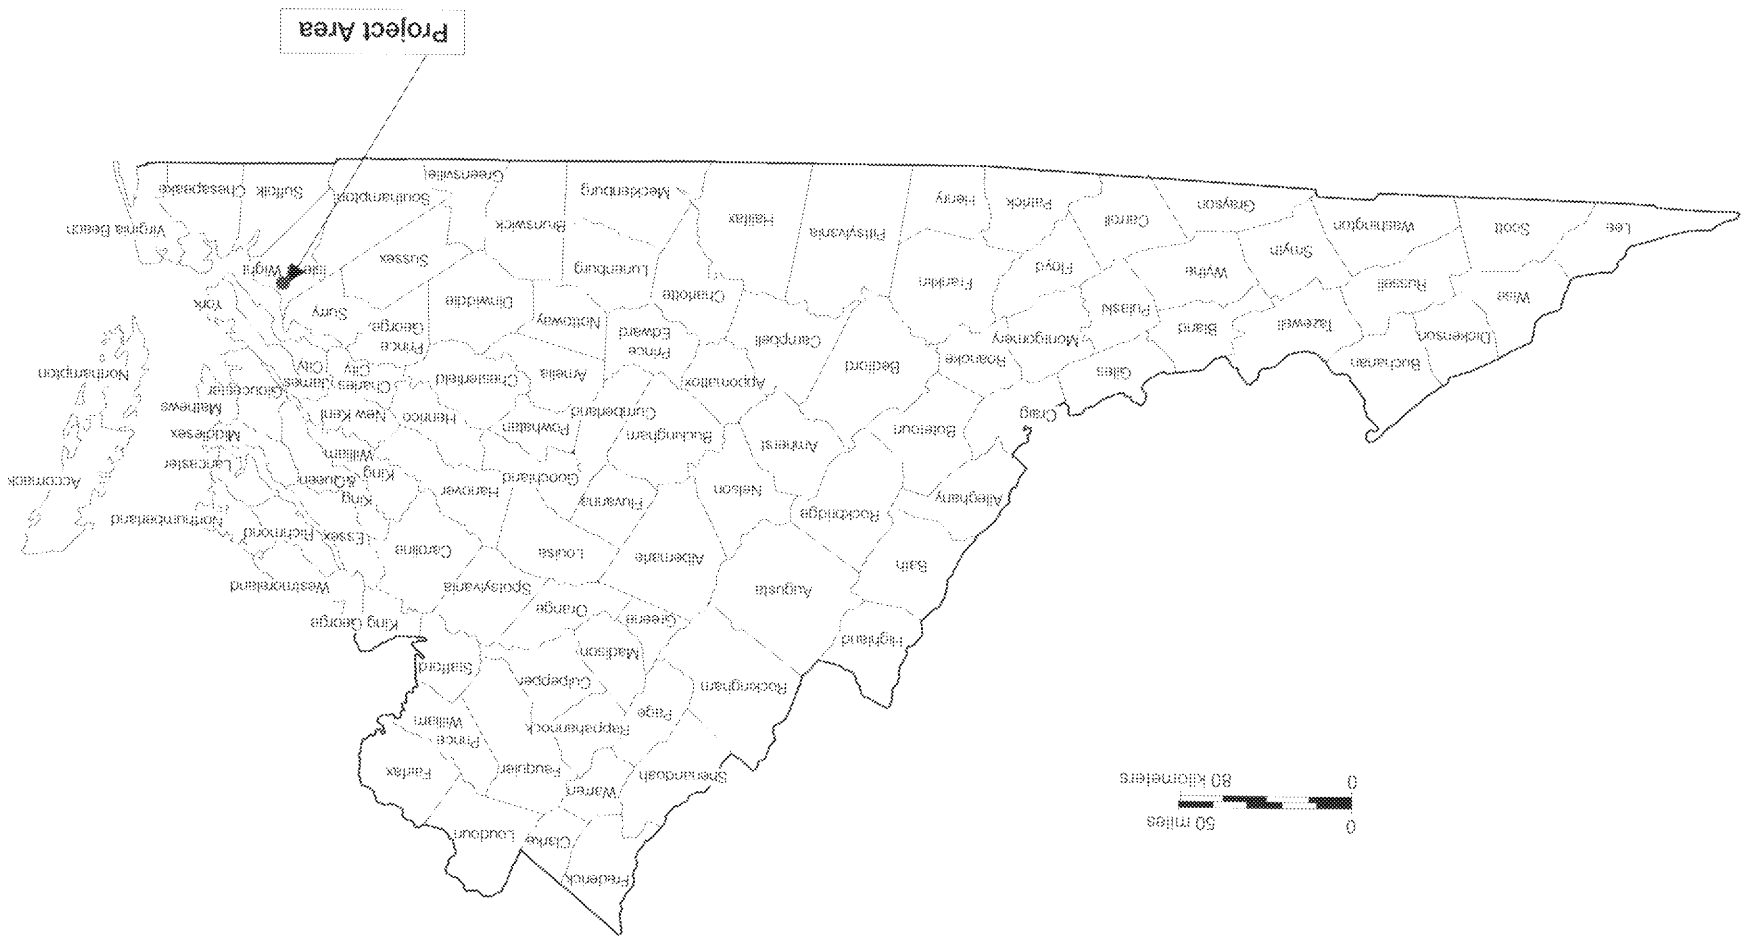 Frederick
Clarke
Loudoun
0 50 miles
0 80 kilometers
Shenandoah
Warren
Fauquier
Fairfax
Prince
William
Rappahannock
Page
Rockingham
Culpepper
Madison
Stafford
Highland
Greene
Orange
King George
Augusta
Spotsylvania
Westmoreland
Bath
Albemarle
Louisa
Caroline
Essex
Richmond
Northumberland
Rockbridge
Alleghany
Nelson
Fluvanna
Goochland
Hanover
King
&Queen
King
William
Lancaster
Accomack
Botetourt
Amherst
Buckingham
Cumberland
Powhatan
Henrico
New Kent
Middlesex
Mathews
Gloucester
Craig
Giles
Roanoke
Bedford
Appomattox
Amelia
Chesterfield
Charles
City
James
City
Northampton
Buchanan
Dickenson
Tazewell
Bland
Montgomery
Pulaski
Campbell
Prince
Edward
Nottoway
Prince
George
Surry
York
Wise
Russell
Smyth
Wythe
Floyd
Franklin
Charlotte
Lunenburg
Dinwiddie
Sussex
Isle Wight
Lee
Scott
Washington
Grayson
Carroll
Patrick
Henry
Pittsylvania
Halifax
Mecklenburg
Brunswick
Greensville
Southampton
Suffolk
Chesapeake
Virginia Beach
Project Area